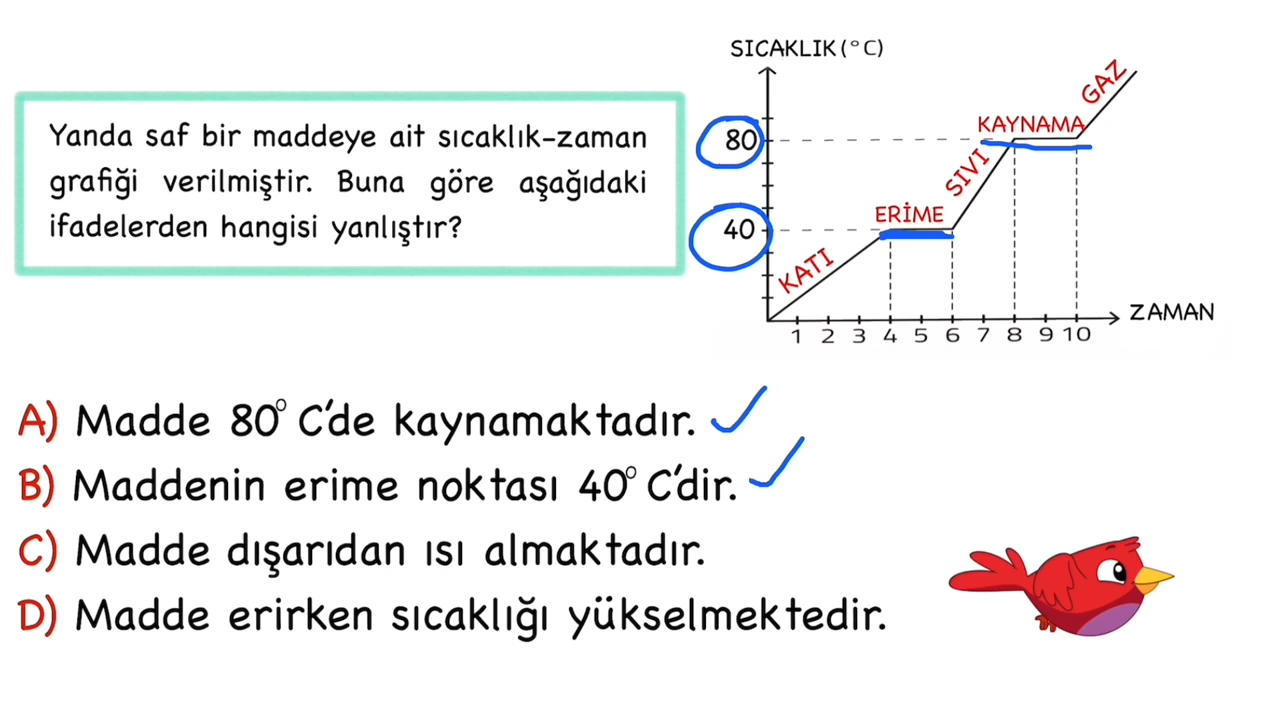 Yanda saf bir maddeye ait sıcaklık-zaman
grafiği verilmiştir. Buna göre aşağıdaki
ifadelerden hangisi yanlıştır?
SICAKLIK (°C)
80
40
KATI
ERİME
SIVI
KAYNAMA
GAZ
1 2 3 4 5 6 7 8 9 10
ZAMAN
A) Madde 80° C'de kaynamaktadır.
B) Maddenin erime noktası 40° C'dir.
C) Madde dışarıdan ısı almaktadır.
D) Madde erirken sıcaklığı yükselmektedir.